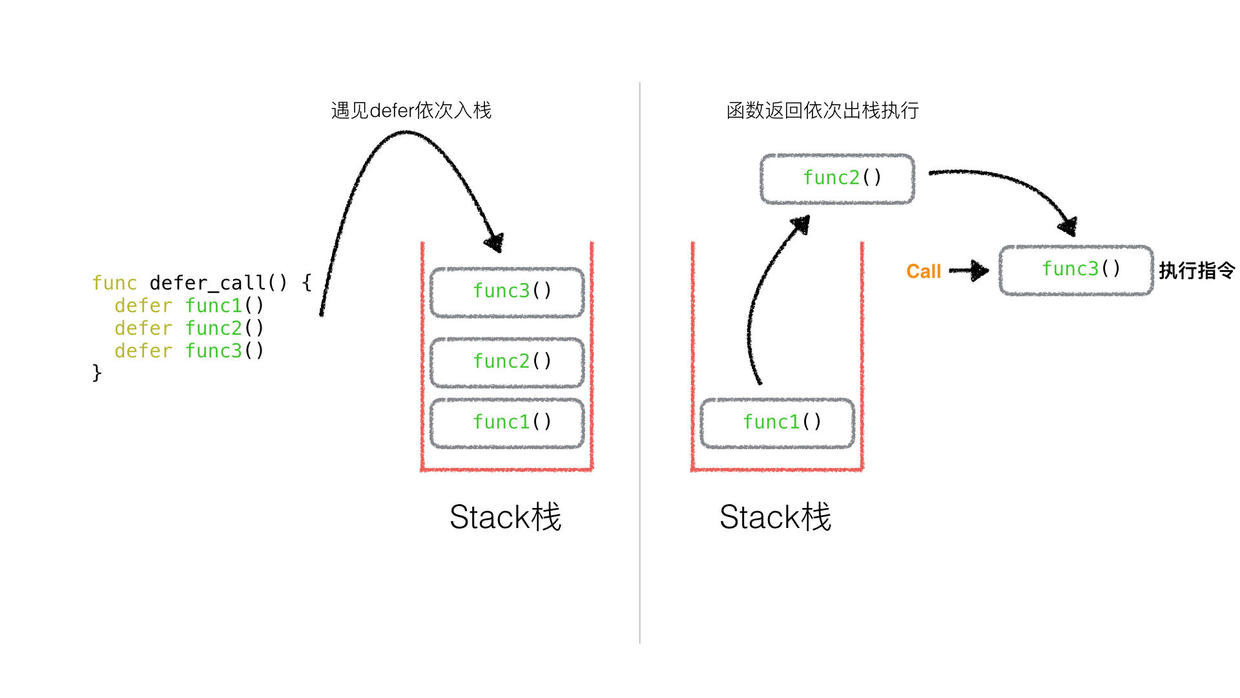 遇见defer依次入栈
func defer_call() {
  defer func1()
  defer func2()
  defer func3()
}
func3()
func2()
func1()
Stack栈
函数返回依次出栈执行
func2()
Call
func3()
执行指令
func1()
Stack栈